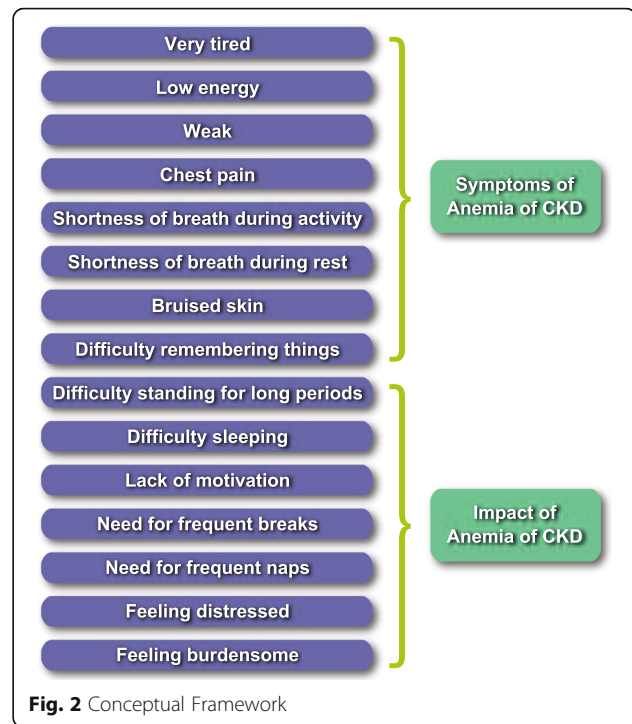 Very tired
Low energy
Weak
Chest pain
Shortness of breath during activity
Shortness of breath during rest
Bruised skin
Difficulty remembering things
Symptoms of
Anemia of CKD
Difficulty standing for long periods
Difficulty sleeping
Lack of motivation
Need for frequent breaks
Need for frequent naps
Feeling distressed
Feeling burdensome
Impact of
Anemia of CKD
Fig. 2 Conceptual Framework